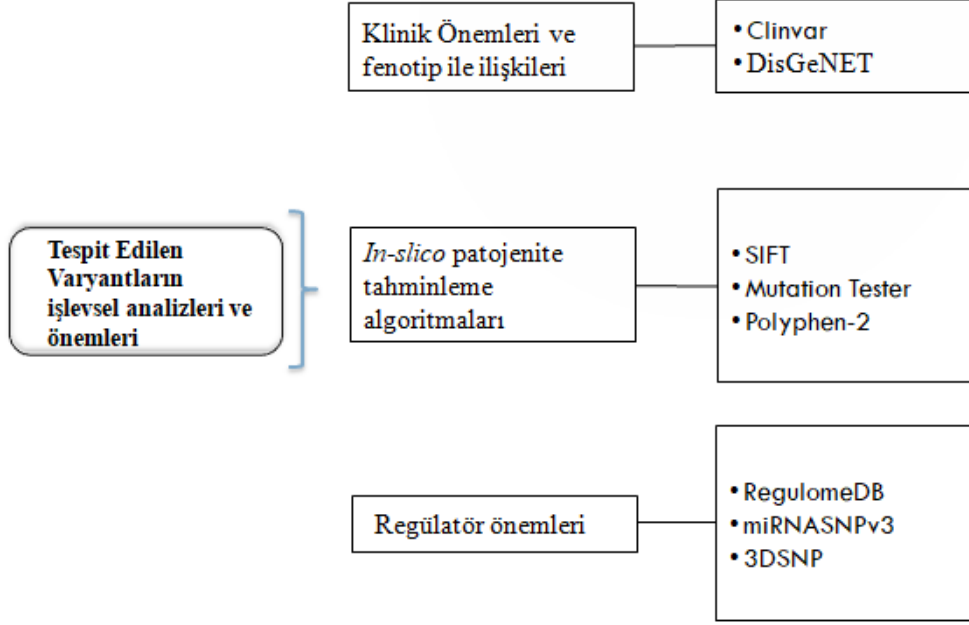 Klinik Önemleri ve
fenotip ile ilişkileri
• Clinvar
• DisGeNET
Tespit Edilen
Varyantların
işlevsel analizleri ve
önemleri
In-slico patojenite
tahminleme
algoritmaları
• SIFT
• Mutation Tester
• Polyphen-2
Regülatör önemleri
• RegulomeDB
• miRNASNPv3
• 3DSNP